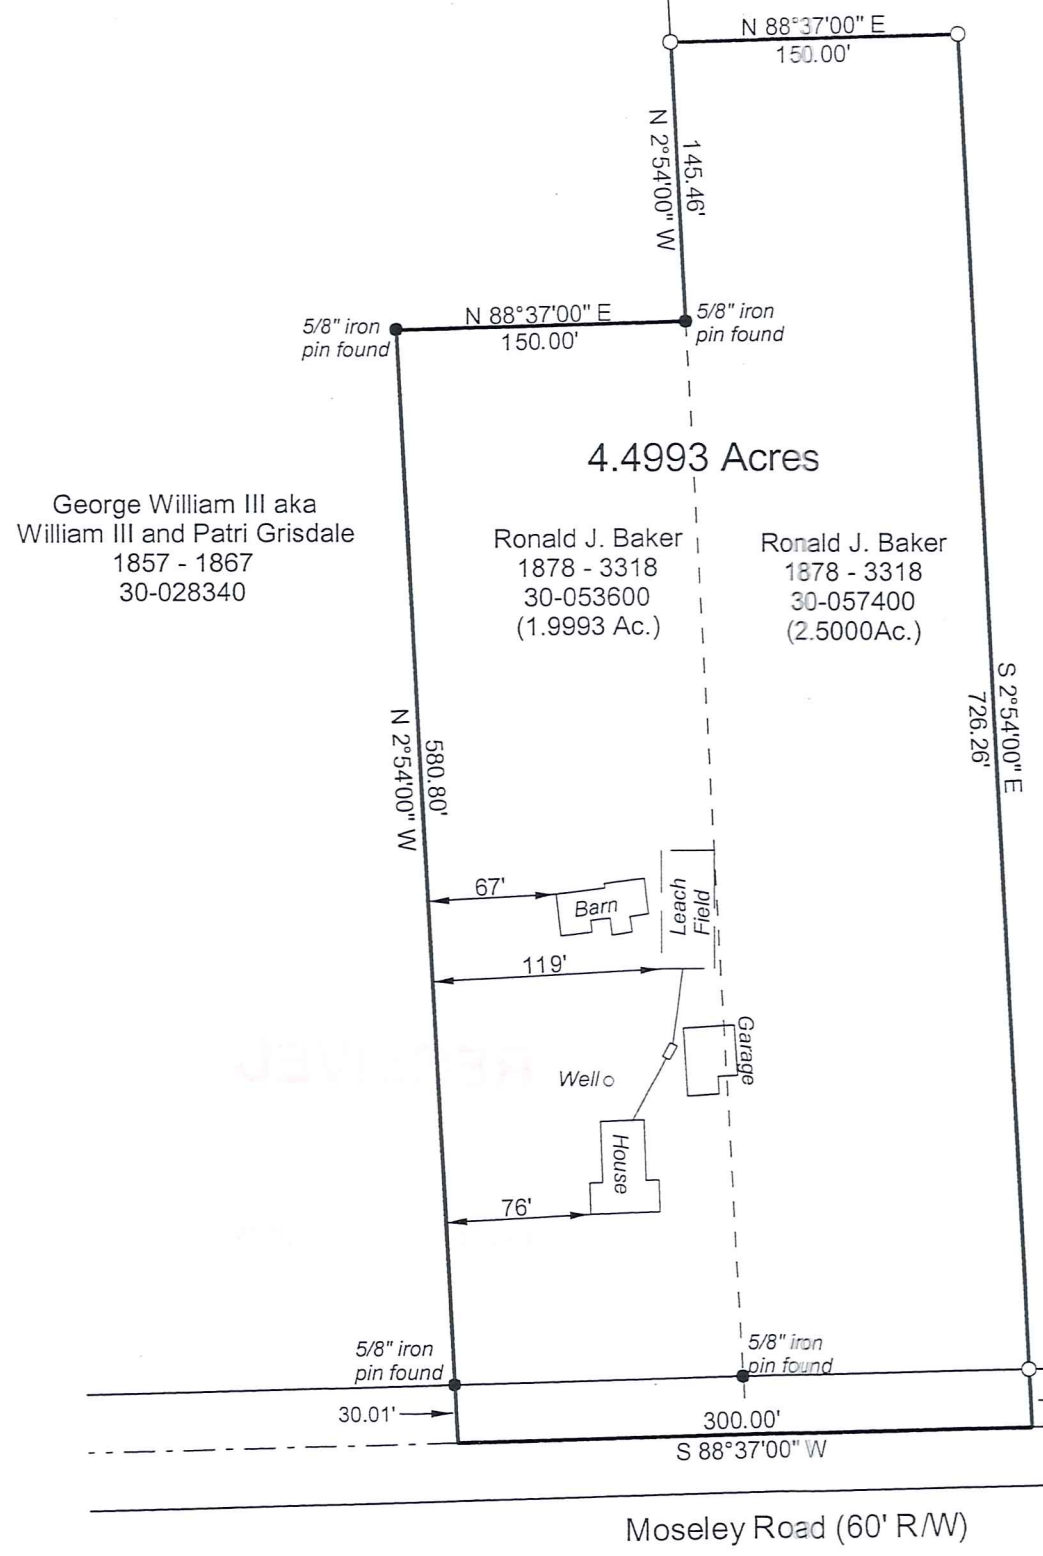 N 88°37'00" E
150.00'
N 2°54'00" W
145.46'
5/8" iron
pin found
N 88°37'00" E
150.00'
5/8" iron
pin found
4.4993 Acres
George William III aka
William III and Patri Grisdale
1857 - 1867
30-028340
Ronald J. Baker
1878 - 3318
30-053600
(1.9993 Ac.)
Ronald J. Baker
1878 - 3318
30-057400
(2.5000Ac.)
S 2°54'00" E
726.26'
N 2°54'00" W
580.80'
67'
Barn
Leach
Field
119'
Garage
Well
House
76'
5/8" iron
pin found
5/8" iron
pin found
30.01'
300.00'
S 88°37'00" W
Moseley Road (60' R/W)